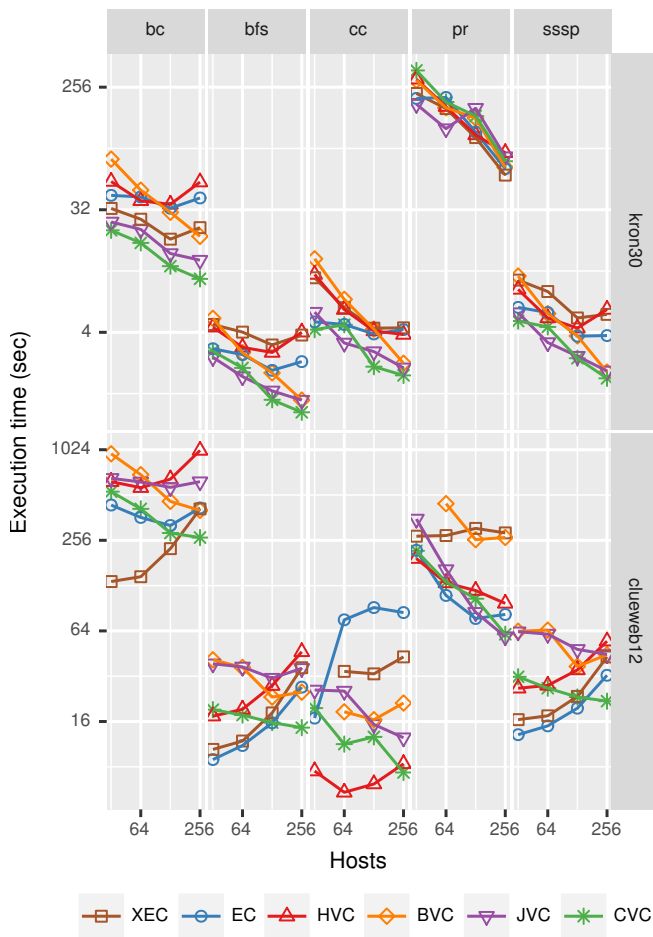 bc bfs cc pr sssp
256
32
4
kron30
1024
256
64
16
clueweb12
Execution time (sec)
64 256 64 256 64 256 64 256 64 256
Hosts
XEC EC HVC BVC JVC CVC